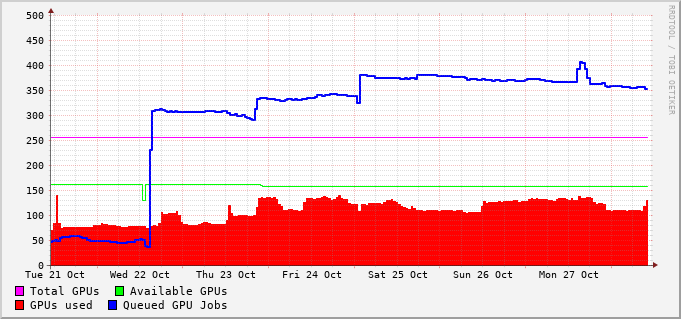 500
450
400
350
300
250
200
150
100
50
0
Tue 21 Oct Wed 22 Oct Thu 23 Oct Fri 24 Oct Sat 25 Oct Sun 26 Oct Mon 27 Oct
Total GPUs Available GPUs
GPUs used Queued GPU Jobs
RRDTOOL / TOBI OETIKER